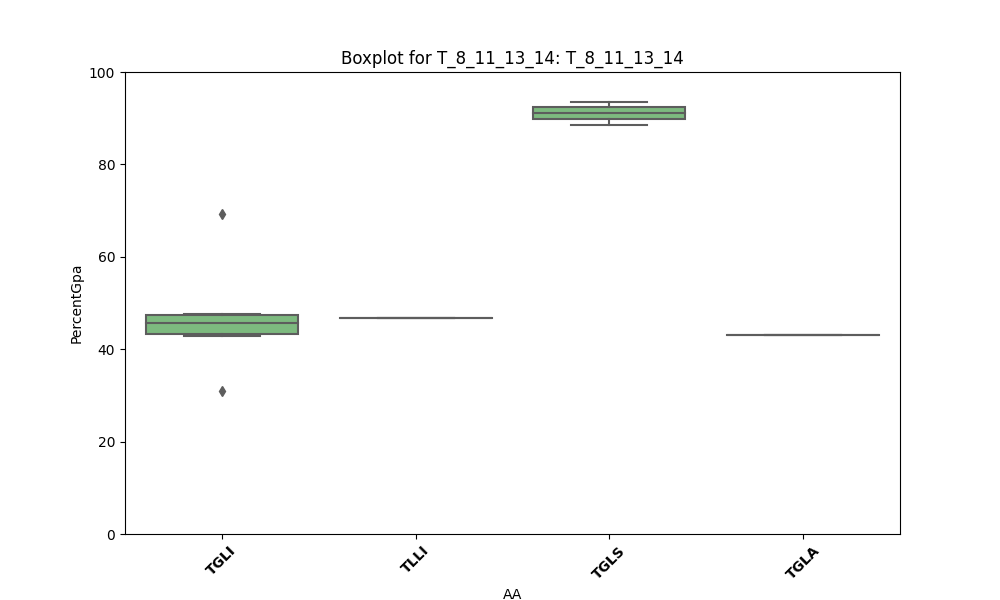 Boxplot for T_8_11_13_14: T_8_11_13_14
100
80
60
40
20
0
PercentGpa
TGLI
TLLI
TGLS
TGLA
AA